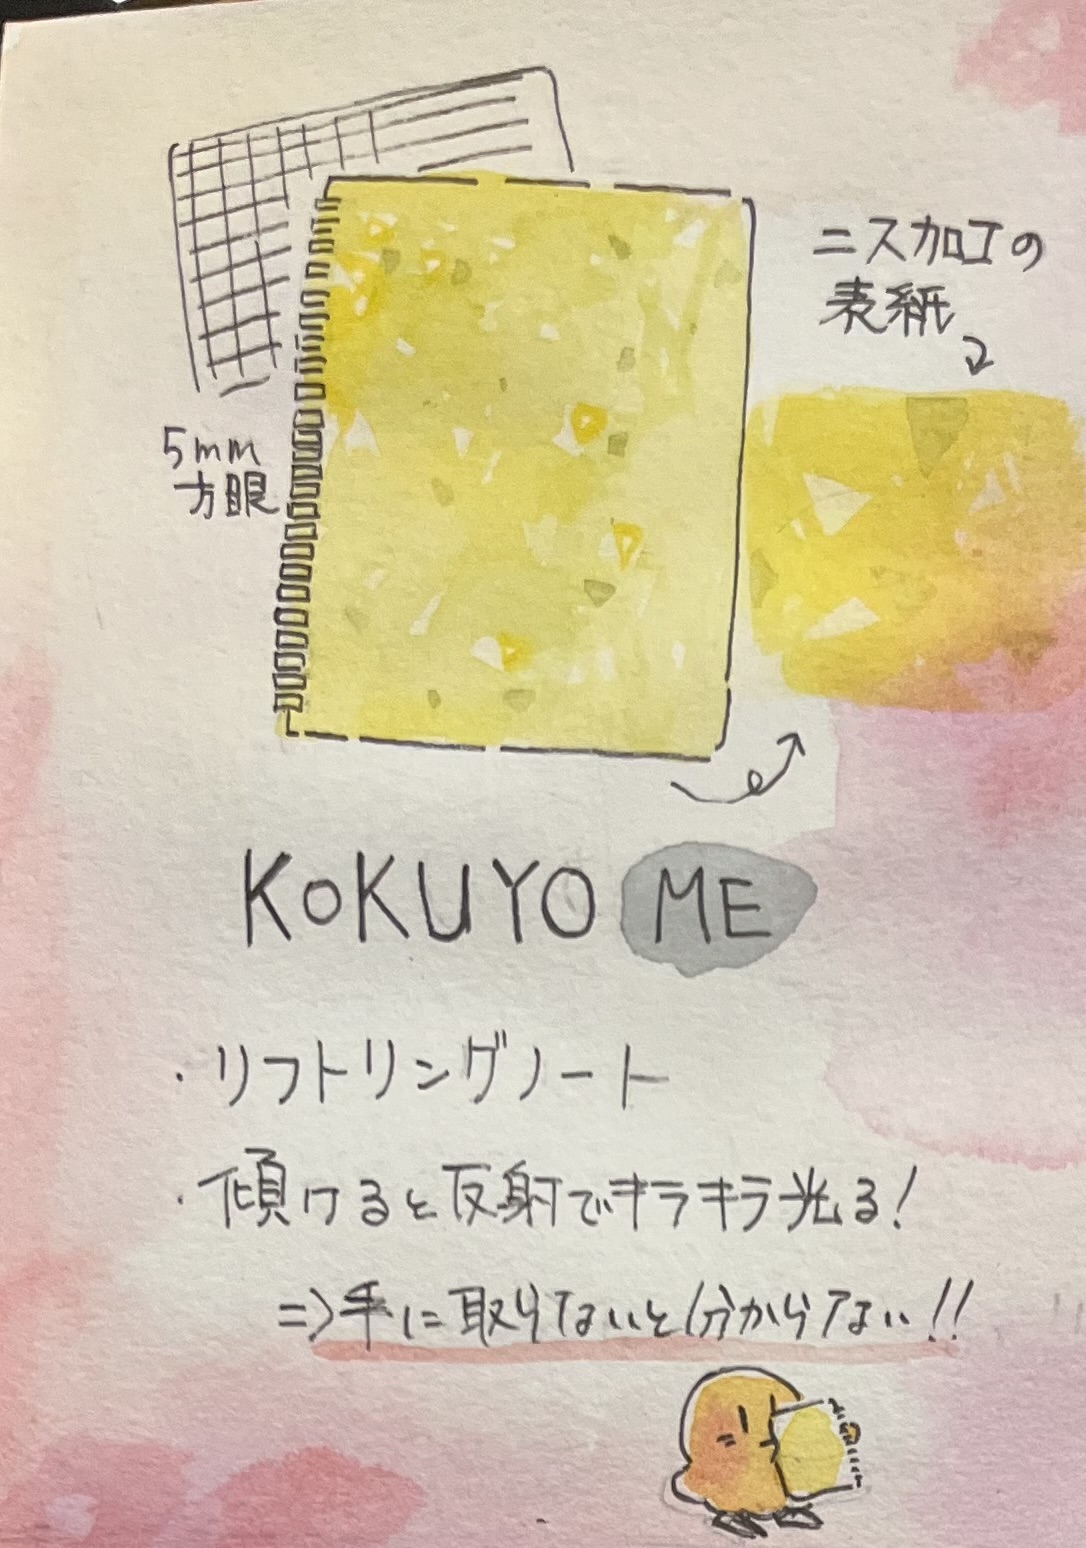 ニス加工の
表紙
5mm
方眼
KOKUYO ME
・リフトリングノート
・傾けると反射でキラキラ光る!
⇒手に取らないと分からない!!